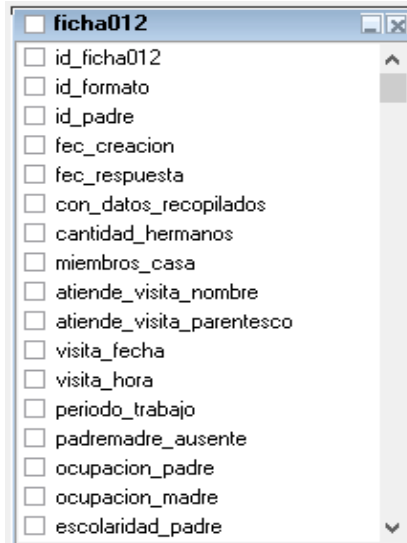 ficha012
id_ficha012
id_formato
id_padre
fec_creacion
fec_respuesta
con_datos_recopilados
cantidad_hermanos
miembros_casa
atiende_visita_nombre
atiende_visita_parentesco
visita_fecha
visita_hora
periodo_trabajo
padremadre_ausente
ocupacion_padre
ocupacion_madre
escolaridad_padre